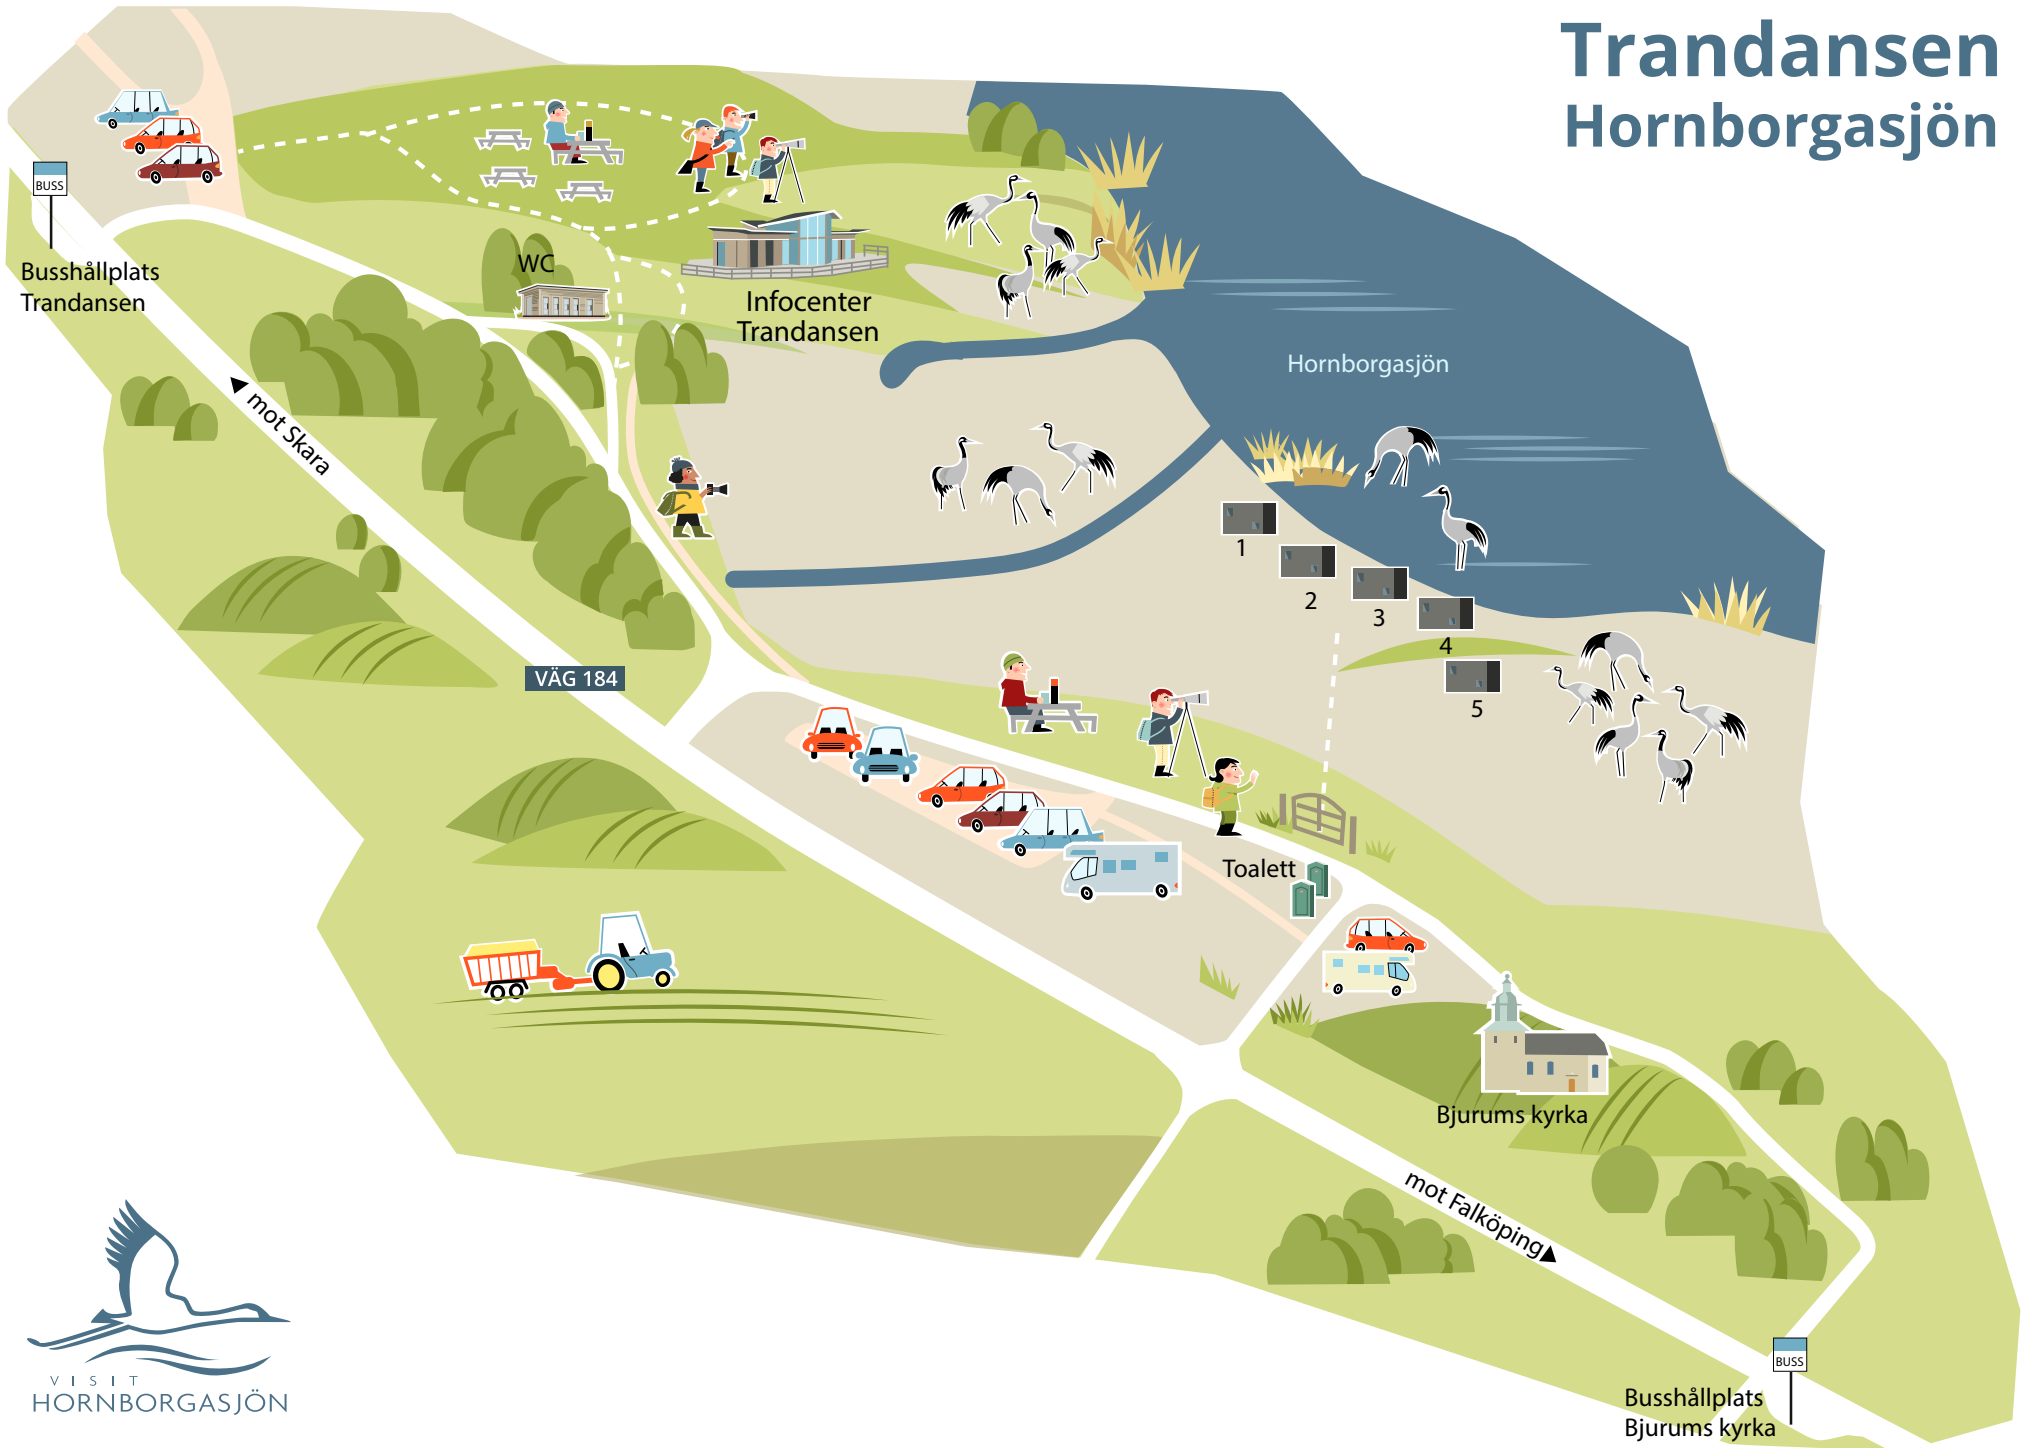 Trandansen
Hornborgasjön
BUSS
Busshållplats
Trandansen
WC
Infocenter
Trandansen
Hornborgasjön
mot Skara
1
2
3
4
5
VÄG 184
Toalett
Bjurums kyrka
mot Falköping
BUSS
Busshållplats
Bjurums kyrka
VISIT
HORNBORGASJÖN